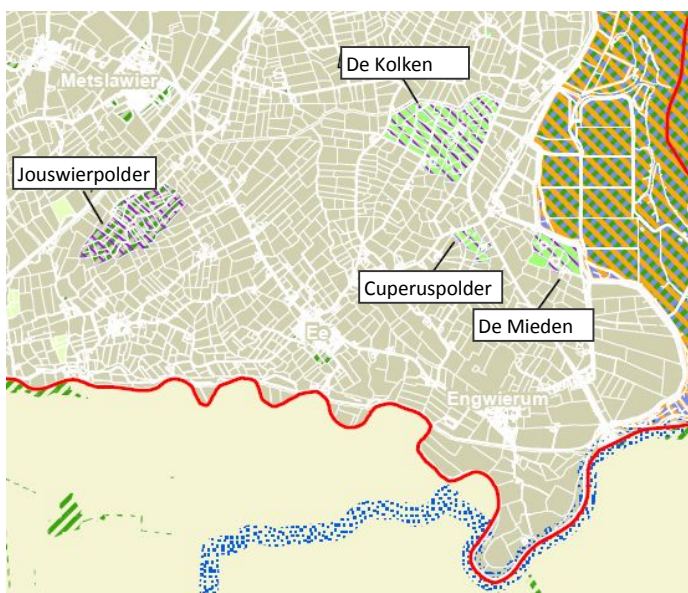 De Kolken
Metslawier
Jouswierpolder
Cuperuspolder
De Mieden
Ee
Engwierum